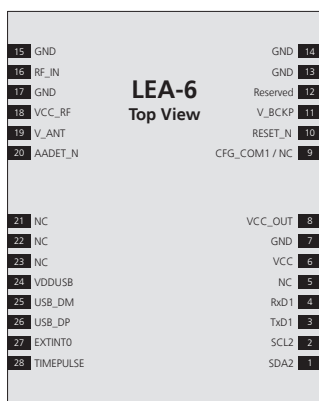 15 GND GND 14
16 RF_IN GND 13
17 GND Reserved 12
LEA-6
18 VCC_RF V_BCKP 11
Top View
19 V_ANT RESET_N 10
20 AADET_N CFG_COM1 / NC 9
21 NC VCC_OUT 8
22 NC GND 7
23 NC VCC 6
24 VDDUSB NC 5
25 USB_DM RxD1 4
26 USB_DP TxD1 3
27 EXTINT0 SCL2 2
28 TIMEPULSE SDA2 1